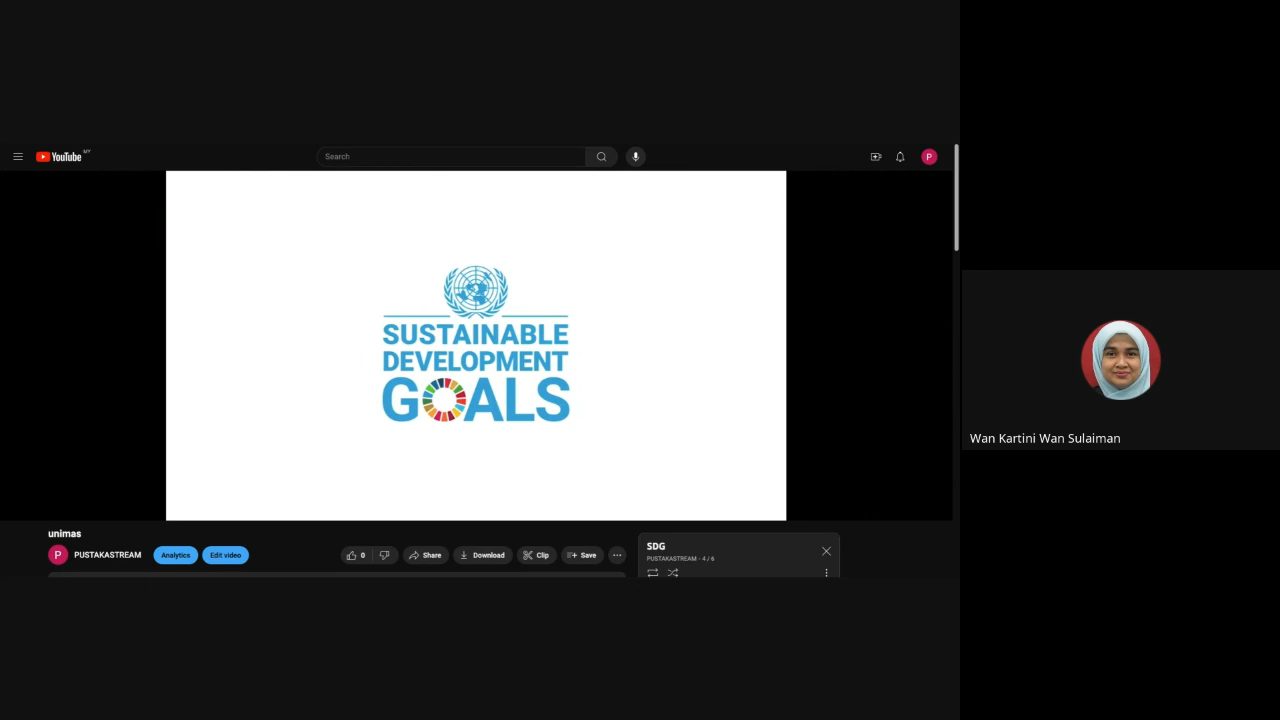 YouTube MY
Search
P
SUSTAINABLE
DEVELOPMENT
GOALS
unimas
P PUSTAKASTREAM Analytics Edit video 0 Share Download Clip Save
SDG
PUSTAKASTREAM - 4 / 6
Wan Kartini Wan Sulaiman